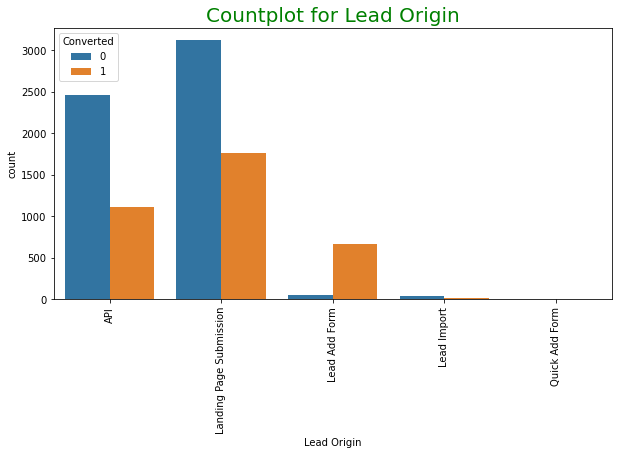 Countplot for Lead Origin
Converted
0
1
3000
2500
2000
1500
1000
500
0
count
API
Landing Page Submission
Lead Add Form
Lead Import
Quick Add Form
Lead Origin